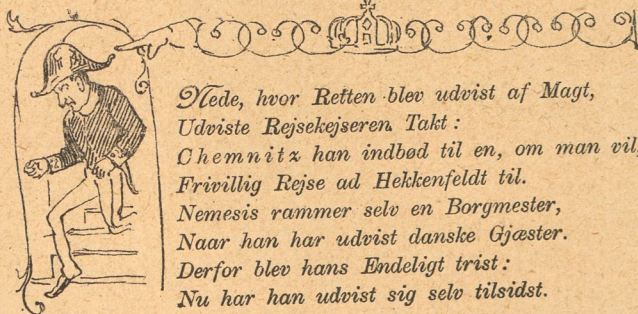 Nede, hvor Retten blev udvist af Magt,
Udviste Rejsekejseren Takt:
Chemnitz han indbød til en, om man vil,
Frivillig Rejse ad Hekkenfeldt til.
Nemesis rammer selv en Borgmester,
Naar han har udvist danske Gjæster.
Derfor blev hans Endeligt trist:
Nu har han udvist sig selv tilsidst.